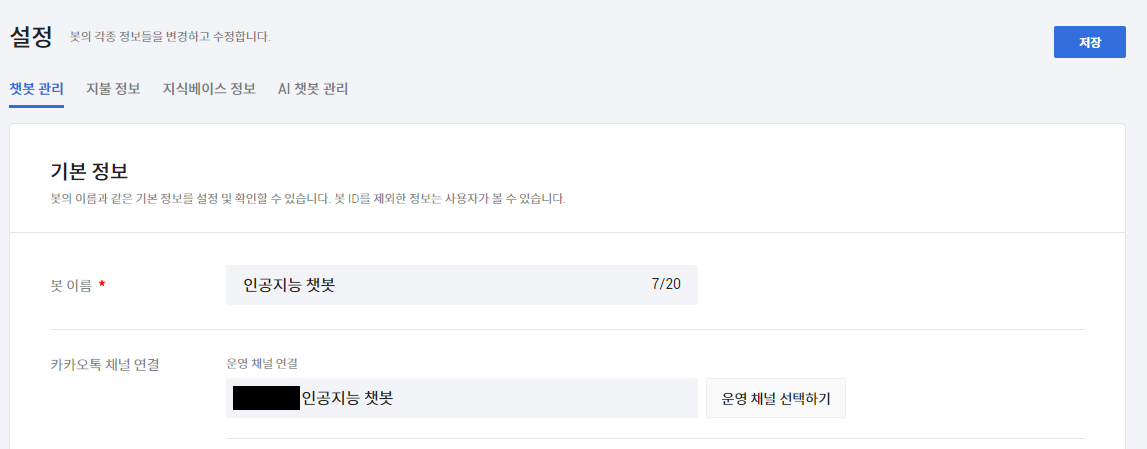 설정 봇의 각종 정보들을 변경하고 수정합니다.
저장
챗봇 관리 지불 정보 지식베이스 정보 AI 챗봇 관리
기본 정보
봇의 이름과 같은 기본 정보를 설정 및 확인할 수 있습니다. 봇 ID를 제외한 정보는 사용자가 볼 수 있습니다.
봇 이름 * 인공지능 챗봇 7/20
카카오톡 채널 연결 운영 채널 연결
인공지능 챗봇 운영 채널 선택하기